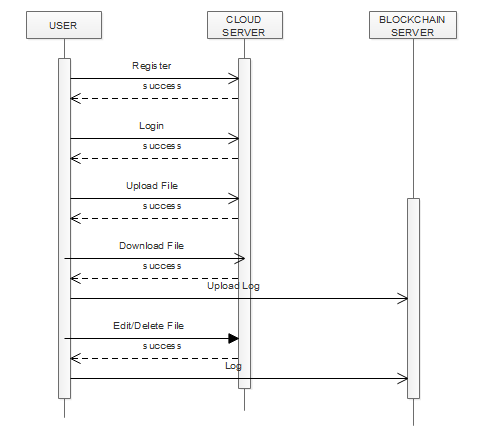 USER
CLOUD
SERVER
BLOCKCHAIN
SERVER
Register
success
Login
success
Upload File
success
Download File
success
Upload Log
Edit/Delete File
success
Log